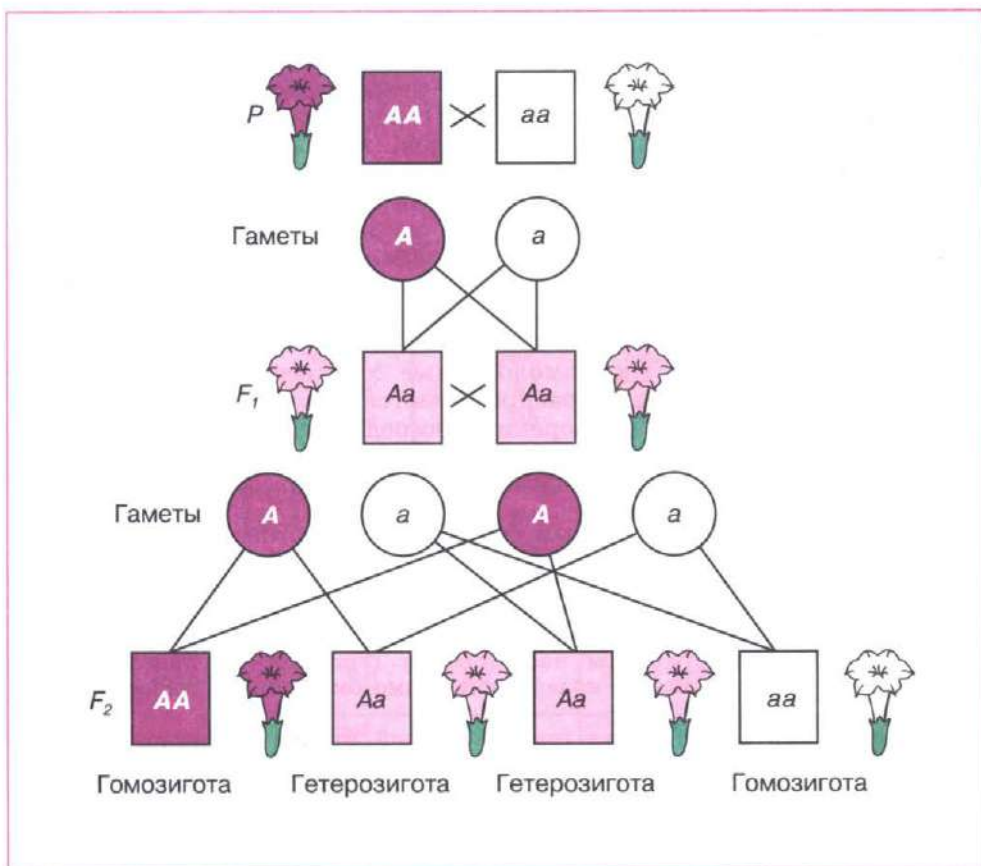 P AA aa
Гаметы A a
F₁ Aa Aa
Гаметы A a A a
F₂ AA Aa Aa aa
Гомозигота Гетерозигота Гетерозигота Гомозигота